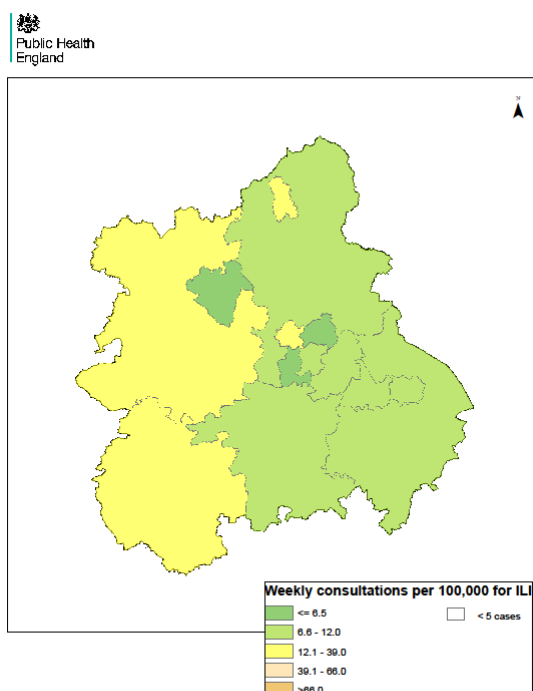 Public Health
England
N
Weekly consultations per 100,000 for ILI
<= 6.5
< 5 cases
6.6 - 12.0
12.1 - 39.0
39.1 - 66.0
>66.0